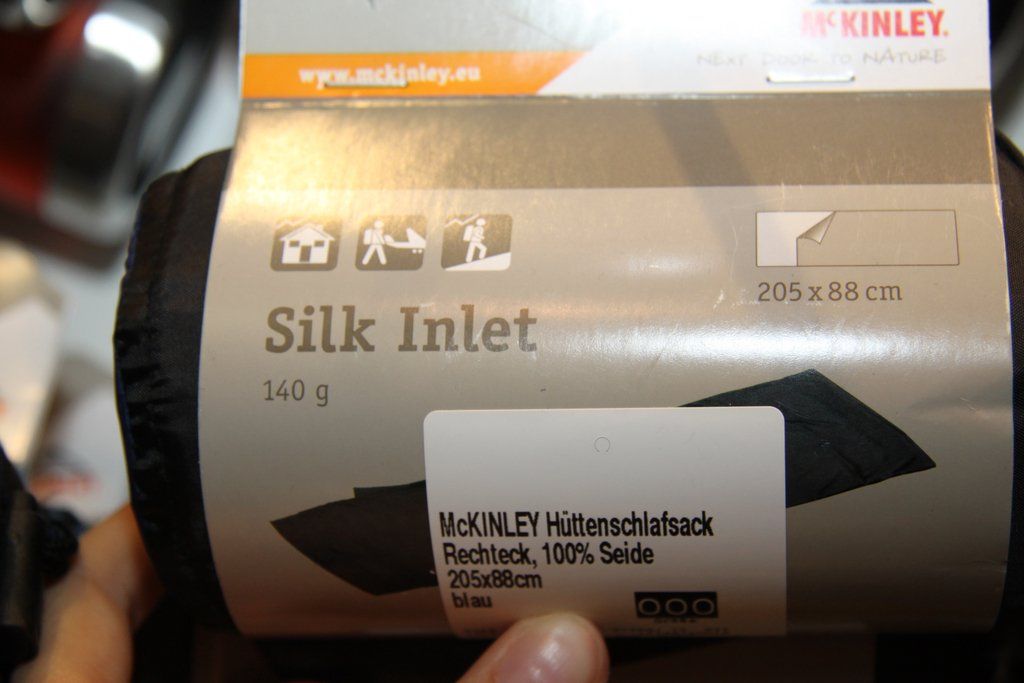 McKINLEY.
NEXT DOOR TO NATURE
www.mckinley.eu
205 x 88 cm
Silk Inlet
140 g
McKINLEY Hüttenschlafsack
Rechteck, 100% Seide
205x88cm
blau
000